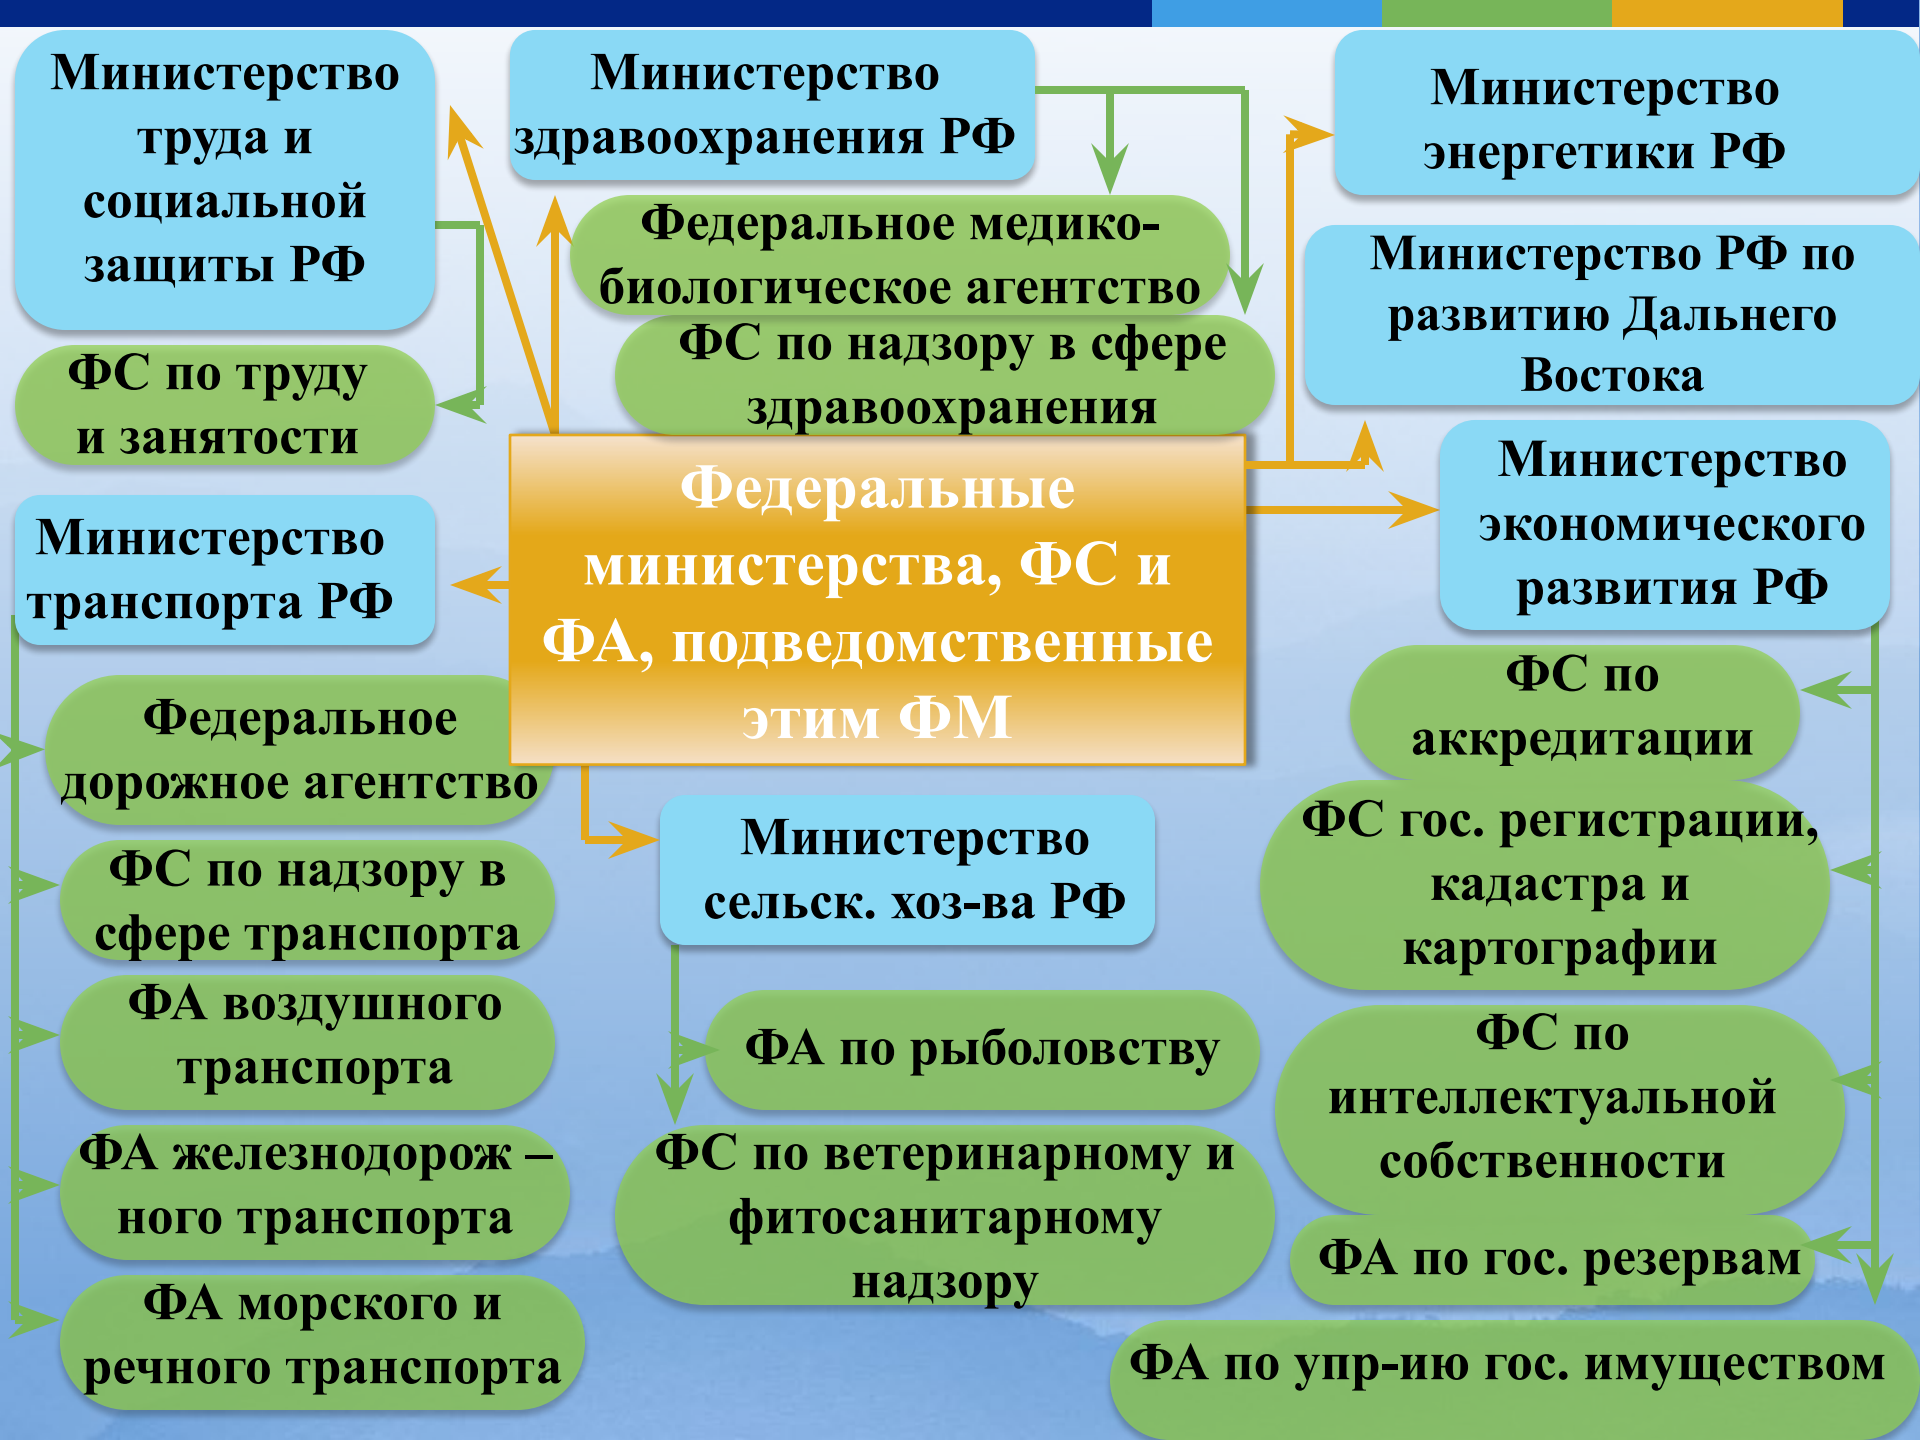 Министерство
труда и
социальной
защиты РФ
ФС по труду
и занятости
Министерство
транспорта РФ
Федеральное
дорожное агентство
ФС по надзору в
сфере транспорта
ФА воздушного
транспорта
ФА железнодорож –
ного транспорта
ФА морского и
речного транспорта
Министерство
здравоохранения РФ
Федеральное медико-
биологическое агентство
ФС по надзору в сфере
здравоохранения
Федеральные
министерства, ФС и
ФА, подведомственные
этим ФМ
Министерство
сельск. хоз-ва РФ
ФА по рыболовству
ФС по ветеринарному и
фитосанитарному
надзору
Министерство
энергетики РФ
Министерство РФ по
развитию Дальнего
Востока
Министерство
экономического
развития РФ
ФС по
аккредитации
ФС гос. регистрации,
кадастра и
картографии
ФС по
интеллектуальной
собственности
ФА по гос. резервам
ФА по упр-ию гос. имуществом